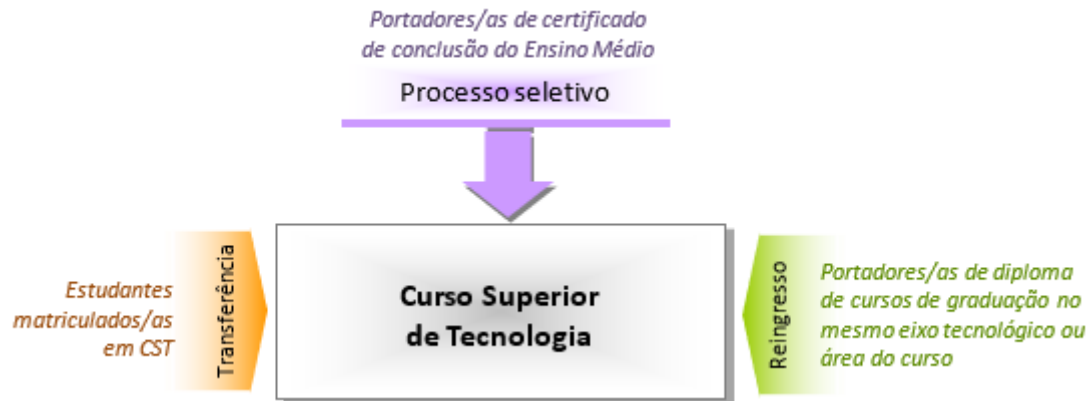 Portadores/as de certificado
de conclusão do Ensino Médio
Processo seletivo
Estudantes
matriculados/as
em CST
Transferência
Curso Superior
de Tecnologia
Reingresso
Portadores/as de diploma
de cursos de graduação no
mesmo eixo tecnológico ou
área do curso